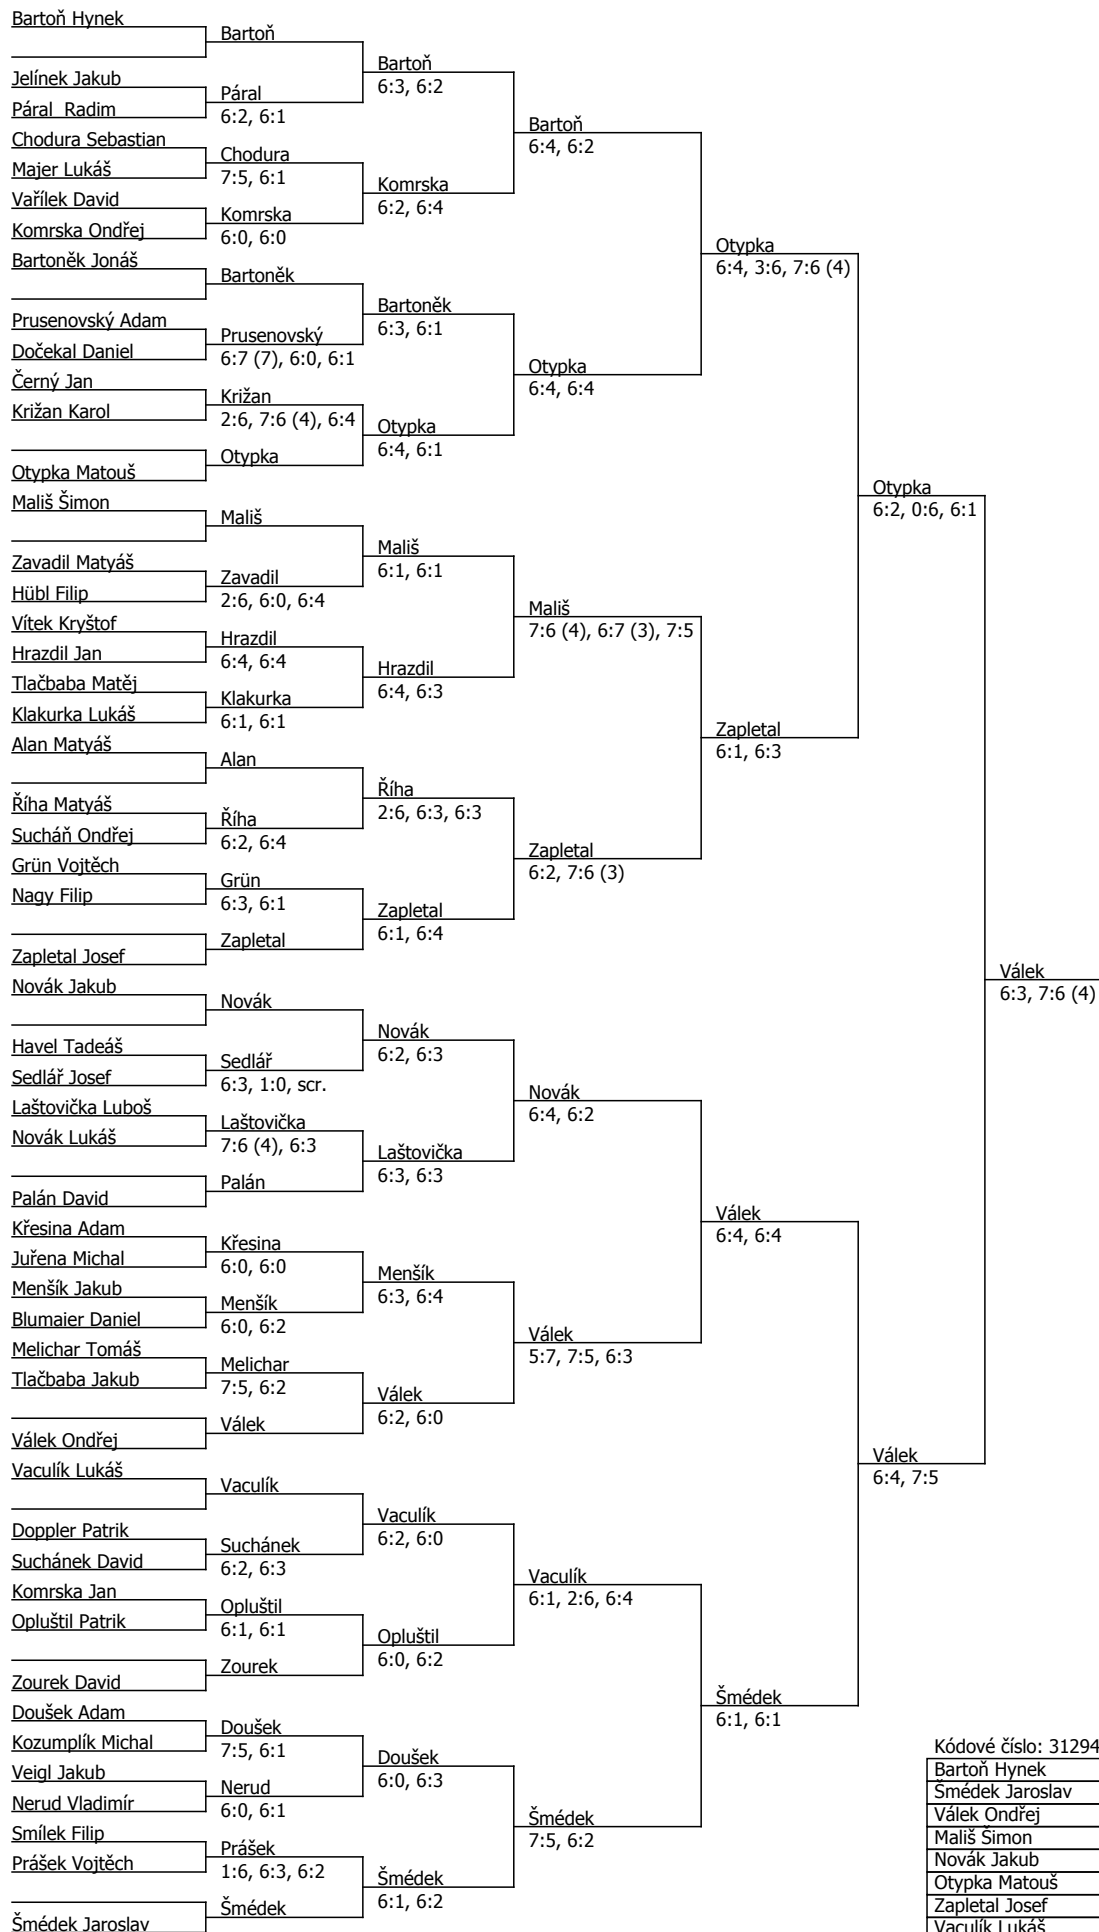 Bartoň Hynek
Jelínek Jakub
Páral Radim
Chodura Sebastian
Majer Lukáš
Vařílek David
Komrska Ondřej
Bartoněk Jonáš
Prusenovský Adam
Dočekal Daniel
Černý Jan
Križan Karol
Otypka Matouš
Mališ Šimon
Zavadil Matyáš
Hübl Filip
Vítek Kryštof
Hrazdil Jan
Tlačbaba Matěj
Klakurka Lukáš
Alan Matyáš
Říha Matyáš
Sucháň Ondřej
Grün Vojtěch
Nagy Filip
Zapletal Josef
Novák Jakub
Havel Tadeáš
Sedlář Josef
Laštovička Luboš
Novák Lukáš
Palán David
Křesina Adam
Juřena Michal
Menšík Jakub
Blumaier Daniel
Melichar Tomáš
Tlačbaba Jakub
Válek Ondřej
Vaculík Lukáš
Doppler Patrik
Suchánek David
Komrska Jan
Opluštil Patrik
Zourek David
Doušek Adam
Kozumplík Michal
Veigl Jakub
Nerud Vladimír
Smílek Filip
Prášek Vojtěch
Šmédek Jaroslav
Bartoň
Páral
6:2, 6:1
Chodura
7:5, 6:1
Komrska
6:0, 6:0
Bartoněk
Prusenovský
6:7 (7), 6:0, 6:1
Križan
2:6, 7:6 (4), 6:4
Otypka
Mališ
Zavadil
2:6, 6:0, 6:4
Hrazdil
6:4, 6:4
Klakurka
6:1, 6:1
Alan
Říha
6:2, 6:4
Grün
6:3, 6:1
Zapletal
Novák
Sedlář
6:3, 1:0, scr.
Laštovička
7:6 (4), 6:3
Palán
Křesina
6:0, 6:0
Menšík
6:0, 6:2
Melichar
7:5, 6:2
Válek
Vaculík
Suchánek
6:2, 6:3
Opluštil
6:1, 6:1
Zourek
Doušek
7:5, 6:1
Nerud
6:0, 6:1
Prášek
1:6, 6:3, 6:2
Šmédek
Bartoň
6:3, 6:2
Komrska
6:2, 6:4
Bartoněk
6:3, 6:1
Otypka
6:4, 6:1
Mališ
6:1, 6:1
Hrazdil
6:4, 6:3
Říha
2:6, 6:3, 6:3
Zapletal
6:1, 6:4
Novák
6:2, 6:3
Laštovička
6:3, 6:3
Menšík
6:3, 6:4
Válek
6:2, 6:0
Vaculík
6:2, 6:0
Opluštil
6:0, 6:2
Doušek
6:0, 6:3
Šmédek
6:1, 6:2
Bartoň
6:4, 6:2
Otypka
6:4, 6:4
Mališ
7:6 (4), 6:7 (3), 7:5
Zapletal
6:2, 7:6 (3)
Novák
6:4, 6:2
Válek
5:7, 7:5, 6:3
Vaculík
6:1, 2:6, 6:4
Šmédek
7:5, 6:2
Otypka
6:4, 3:6, 7:6 (4)
Zapletal
6:1, 6:3
Válek
6:4, 6:4
Šmédek
6:1, 6:1
Otypka
6:2, 0:6, 6:1
Válek
6:4, 7:5
Válek
6:3, 7:6 (4)
Kódové číslo: 31294
Bartoň Hynek
Šmédek Jaroslav
Válek Ondřej
Mališ Šimon
Novák Jakub
Otypka Matouš
Zapletal Josef
Vaculík Lukáš